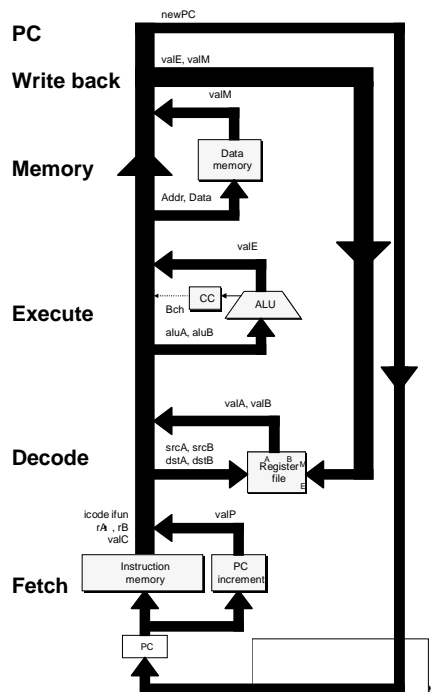 newPC
PC
valE, valM
Write back
valM
Data
memory
Memory
Addr, Data
valE
CC
ALU
Bch
Execute
aluA, aluB
valA, valB
srcA, srcB
dstA, dstB
A B
M
Register
file
E
Decode
icode ifun
rA , rB
valC
valP
Instruction
memory
PC
increment
Fetch
PC